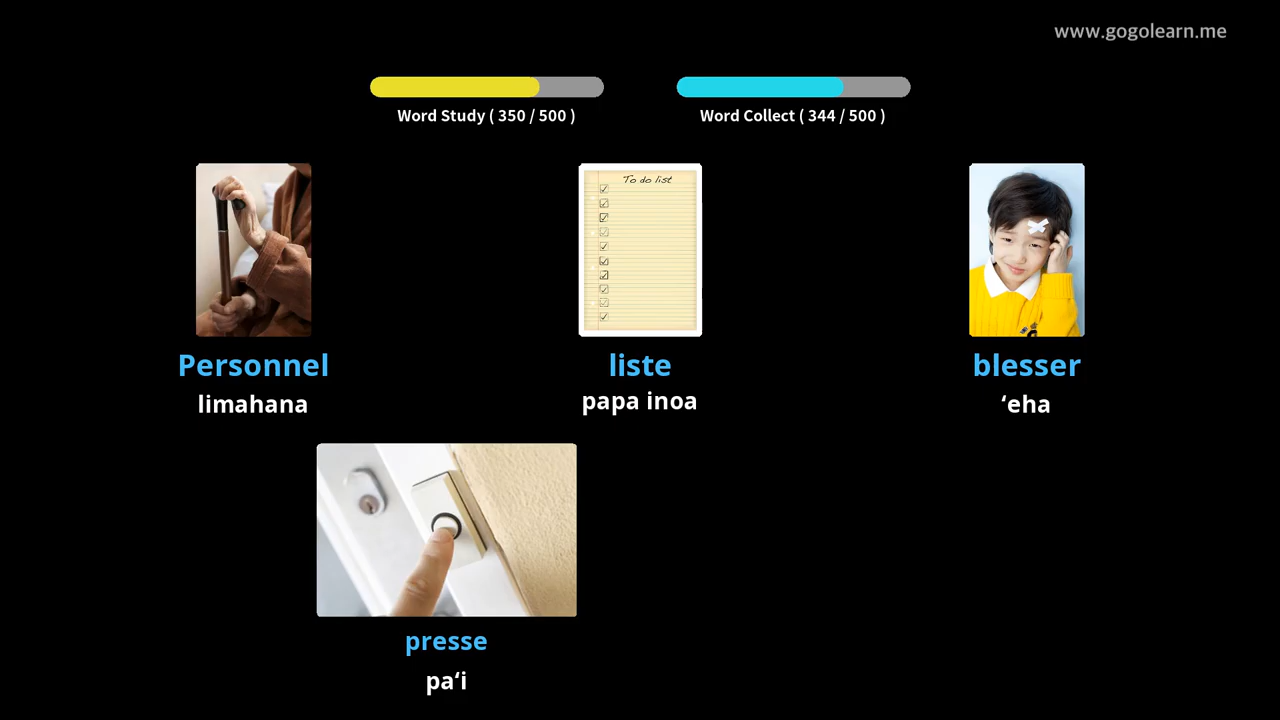 www.gogolearn.me
Word Study ( 350 / 500 )
Word Collect ( 344 / 500 )
To do list
Personnel
limahana
liste
papa inoa
blesser
ʻeha
presse
paʻi